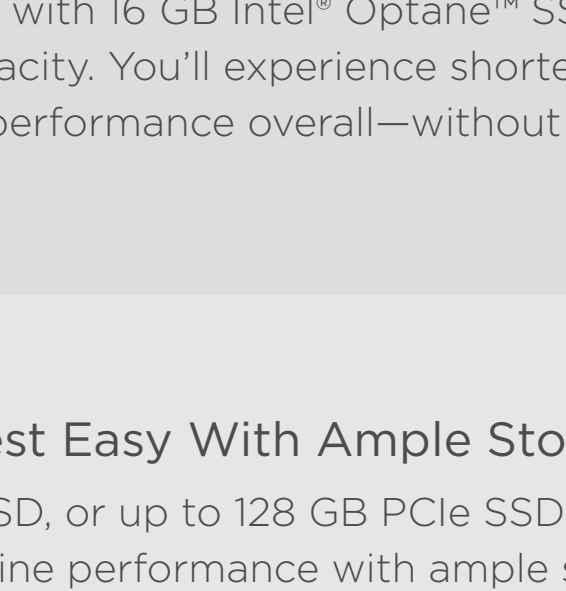 with 16 GB Intel® Optane™ SS
acity. You’ll experience shorte
performance overall—without
est Easy With Ample Sto
SD, or up to 128 GB PCIe SSD
ine performance with ample s